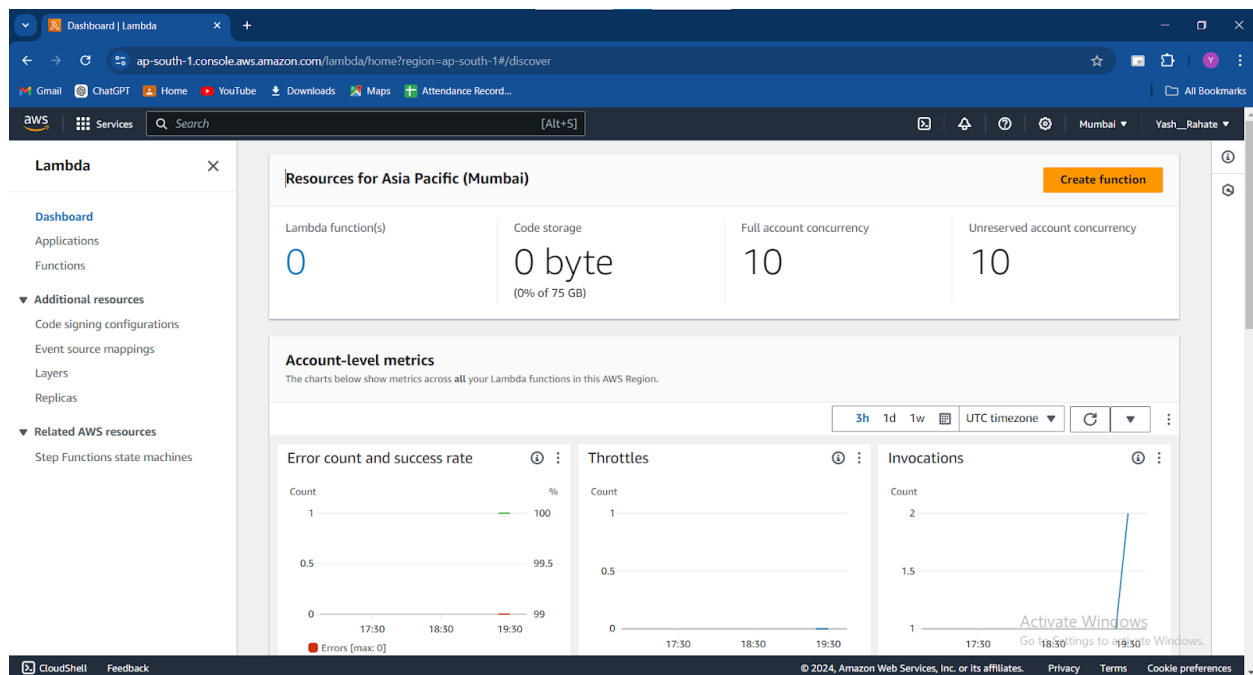 Dashboard | Lambda
ap-south-1.console.aws.amazon.com/lambda/home?region=ap-south-1#/discover
Y
Gmail ChatGPT Home YouTube Downloads Maps Attendance Record... All Bookmarks
aws Services Search [Alt+S] Mumbai ▼ Yash__Rahate ▼
Lambda
Dashboard
Applications
Functions
Additional resources
Code signing configurations
Event source mappings
Layers
Replicas
Related AWS resources
Step Functions state machines
Resources for Asia Pacific (Mumbai) Create function
Lambda function(s) Code storage Full account concurrency Unreserved account concurrency
0 0 byte 10 10
(0% of 75 GB)
Account-level metrics
The charts below show metrics across all your Lambda functions in this AWS Region.
3h 1d 1w UTC timezone ▼
Error count and success rate
Count %
1 100
0.5 99.5
0 99
17:30 18:30 19:30
Errors [max: 0]
Throttles
Count
1
0.5
0
17:30 18:30 19:30
Invocations
Count
2
1.5
1
17:30 18:30 19:30
Activate Windows
Go to Settings to activate Windows.
CloudShell Feedback © 2024, Amazon Web Services, Inc. or its affiliates. Privacy Terms Cookie preferences